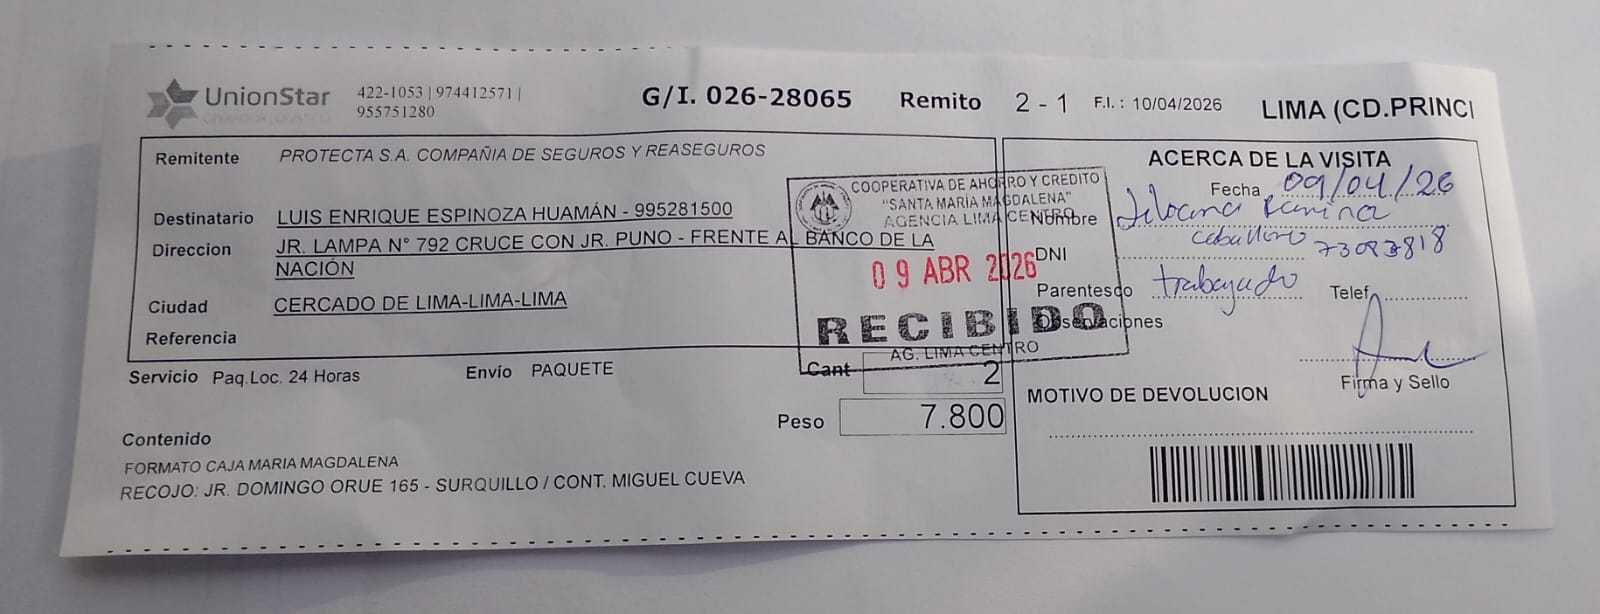 UnionStar
422-1053 | 974412571 |
955751280
G/I. 026-28065 Remito 2 - 1 F.I. : 10/04/2026 LIMA (CD.PRINCI
Remitente PROTECTA S.A. COMPAÑIA DE SEGUROS Y REASEGUROS
Destinatario LUIS ENRIQUE ESPINOZA HUAMÁN - 995281500
Direccion JR. LAMPA N° 792 CRUCE CON JR. PUNO - FRENTE AL BANCO DE LA
NACIÓN
Ciudad CERCADO DE LIMA-LIMA-LIMA
Referencia
Servicio Paq.Loc. 24 Horas Envío PAQUETE Cant 2
Peso 7.800
Contenido
FORMATO CAJA MARIA MAGDALENA
RECOJO: JR. DOMINGO ORUE 165 - SURQUILLO / CONT. MIGUEL CUEVA
COOPERATIVA DE AHORRO Y CREDITO
"SANTA MARÍA MAGDALENA"
AGENCIA LIMA CENTRO
09 ABR 2026
RECIBIDO
AG. LIMA CENTRO
ACERCA DE LA VISITA
Fecha 09/04/26
Nombre
DNI 73093818
Parentesco trabajado Telef
Observaciones
Firma y Sello
MOTIVO DE DEVOLUCION